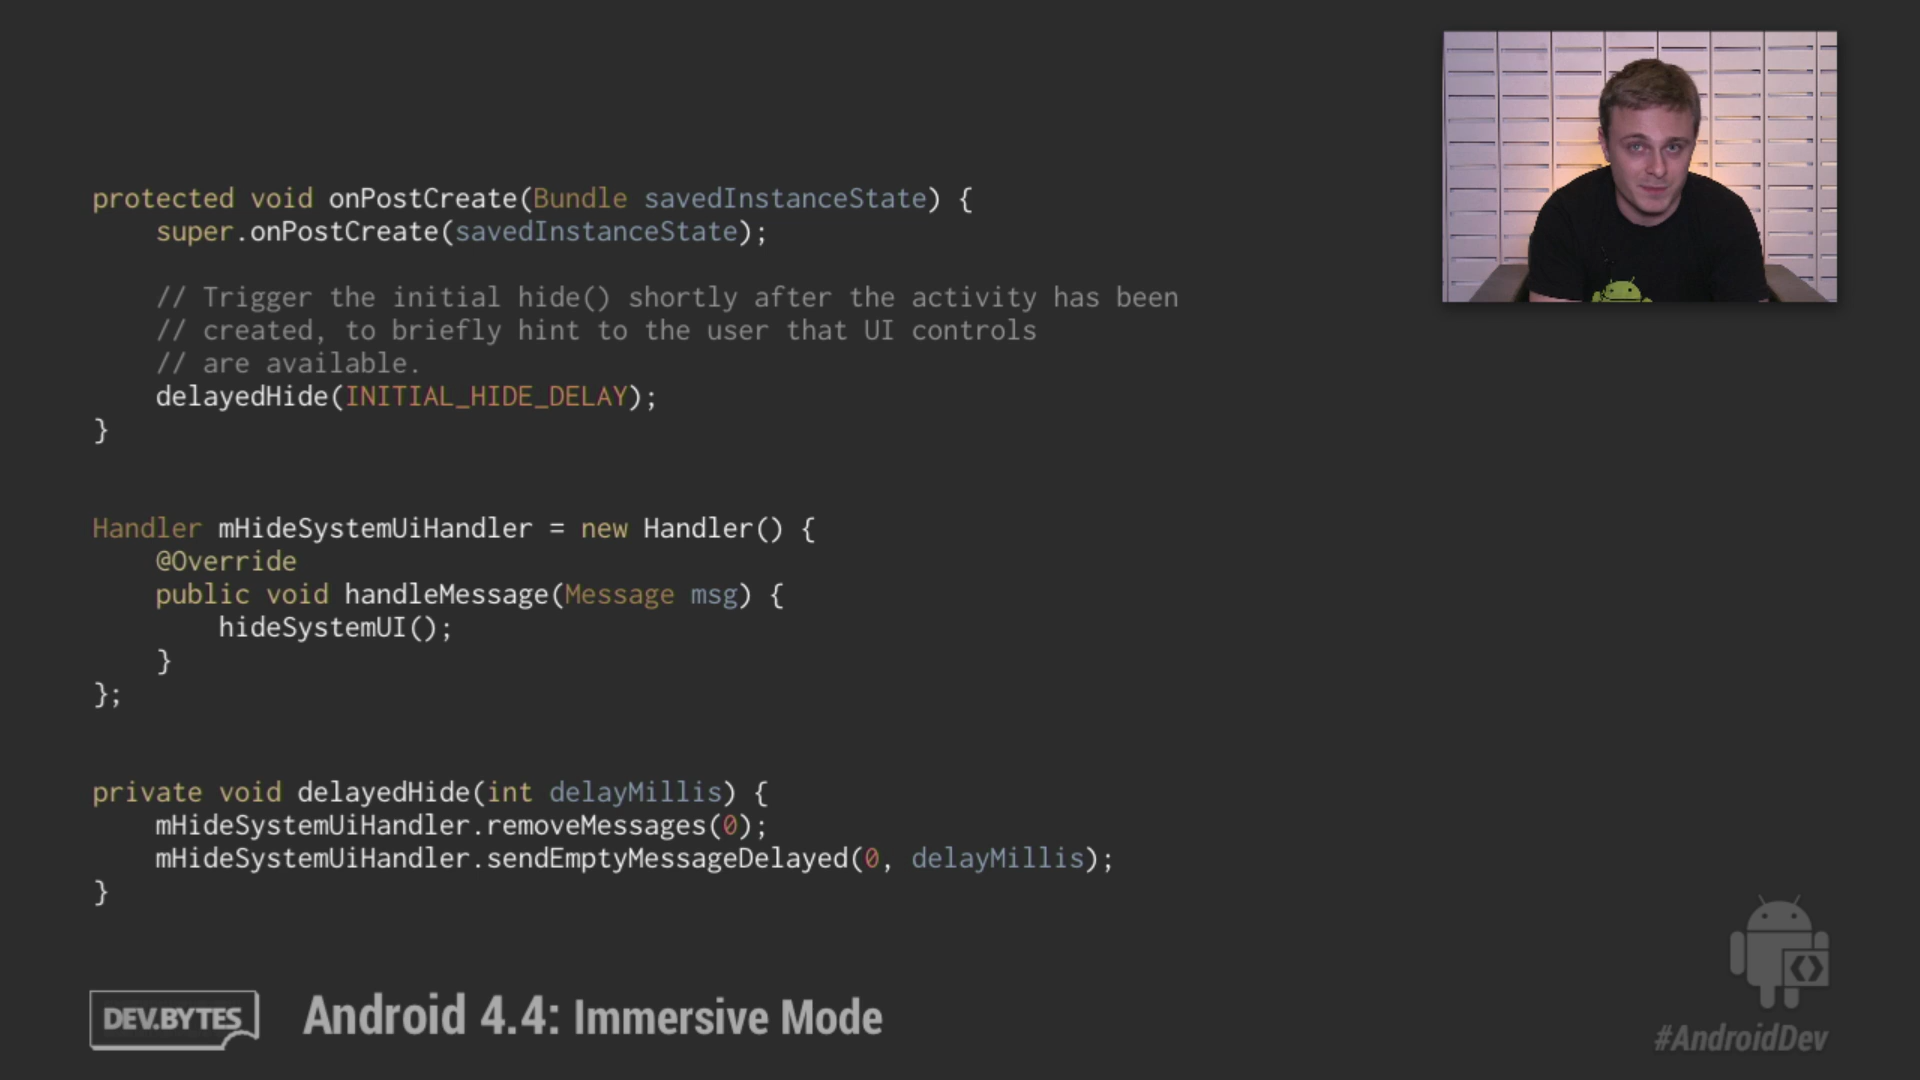 protected void onPostCreate(Bundle savedInstanceState) {
    super.onPostCreate(savedInstanceState);

    // Trigger the initial hide() shortly after the activity has been
    // created, to briefly hint to the user that UI controls
    // are available.
    delayedHide(INITIAL_HIDE_DELAY);
}

Handler mHideSystemUiHandler = new Handler() {
    @Override
    public void handleMessage(Message msg) {
        hideSystemUI();
    }
};

private void delayedHide(int delayMillis) {
    mHideSystemUiHandler.removeMessages(0);
    mHideSystemUiHandler.sendEmptyMessageDelayed(0, delayMillis);
}
DEV.BYTES
Android 4.4: Immersive Mode
#AndroidDev